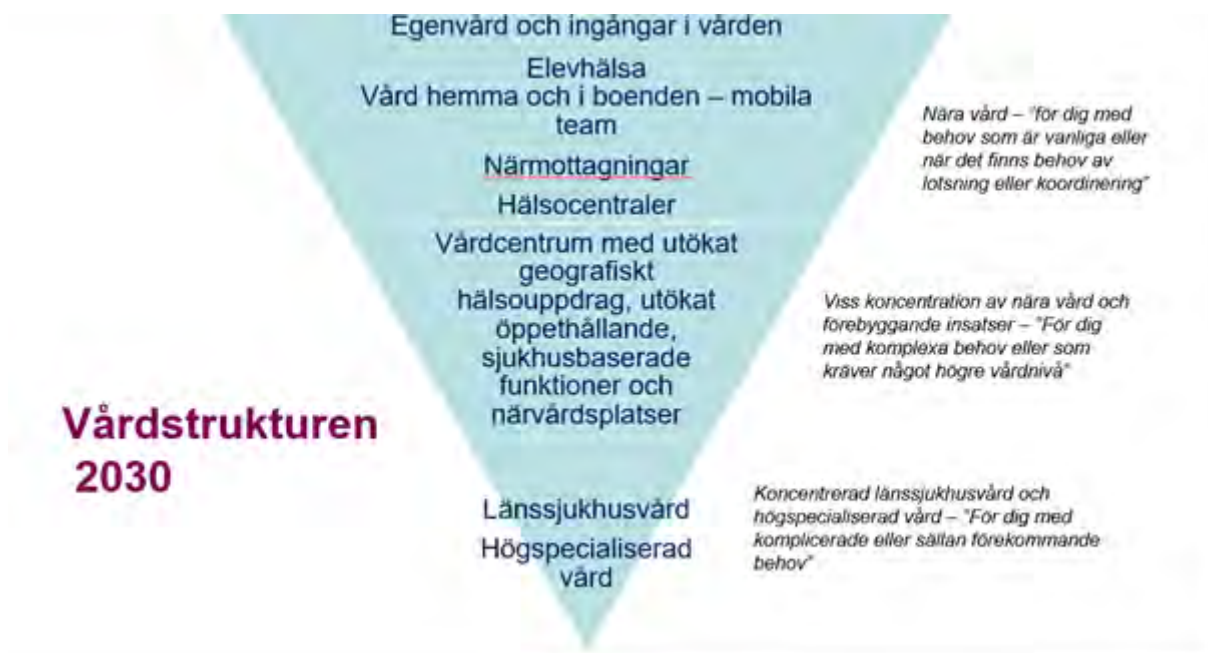 Egenvård och ingångar i vården
Elevhälsa
Vård hemma och i boenden – mobila
team
Närmottagningar
Hälsocentraler
Vårdcentrum med utökat
geografiskt
hälsouppdrag, utökat
öppethållande,
sjukhusbaserade
funktioner och
närvårdsplatser
Länssjukhusvård
Högspecialiserad
vård
Nära vård – "för dig med
behov som är vanliga eller
när det finns behov av
lotsning eller koordinering"
Viss koncentration av nära vård och
förebyggande insatser – "För dig
med komplexa behov eller som
kräver något högre vårdnivå"
Koncentrerad länssjukhusvård och
högspecialiserad vård – "För dig med
komplicerade eller sällan förekommande
behov"
Vårdstrukturen
2030